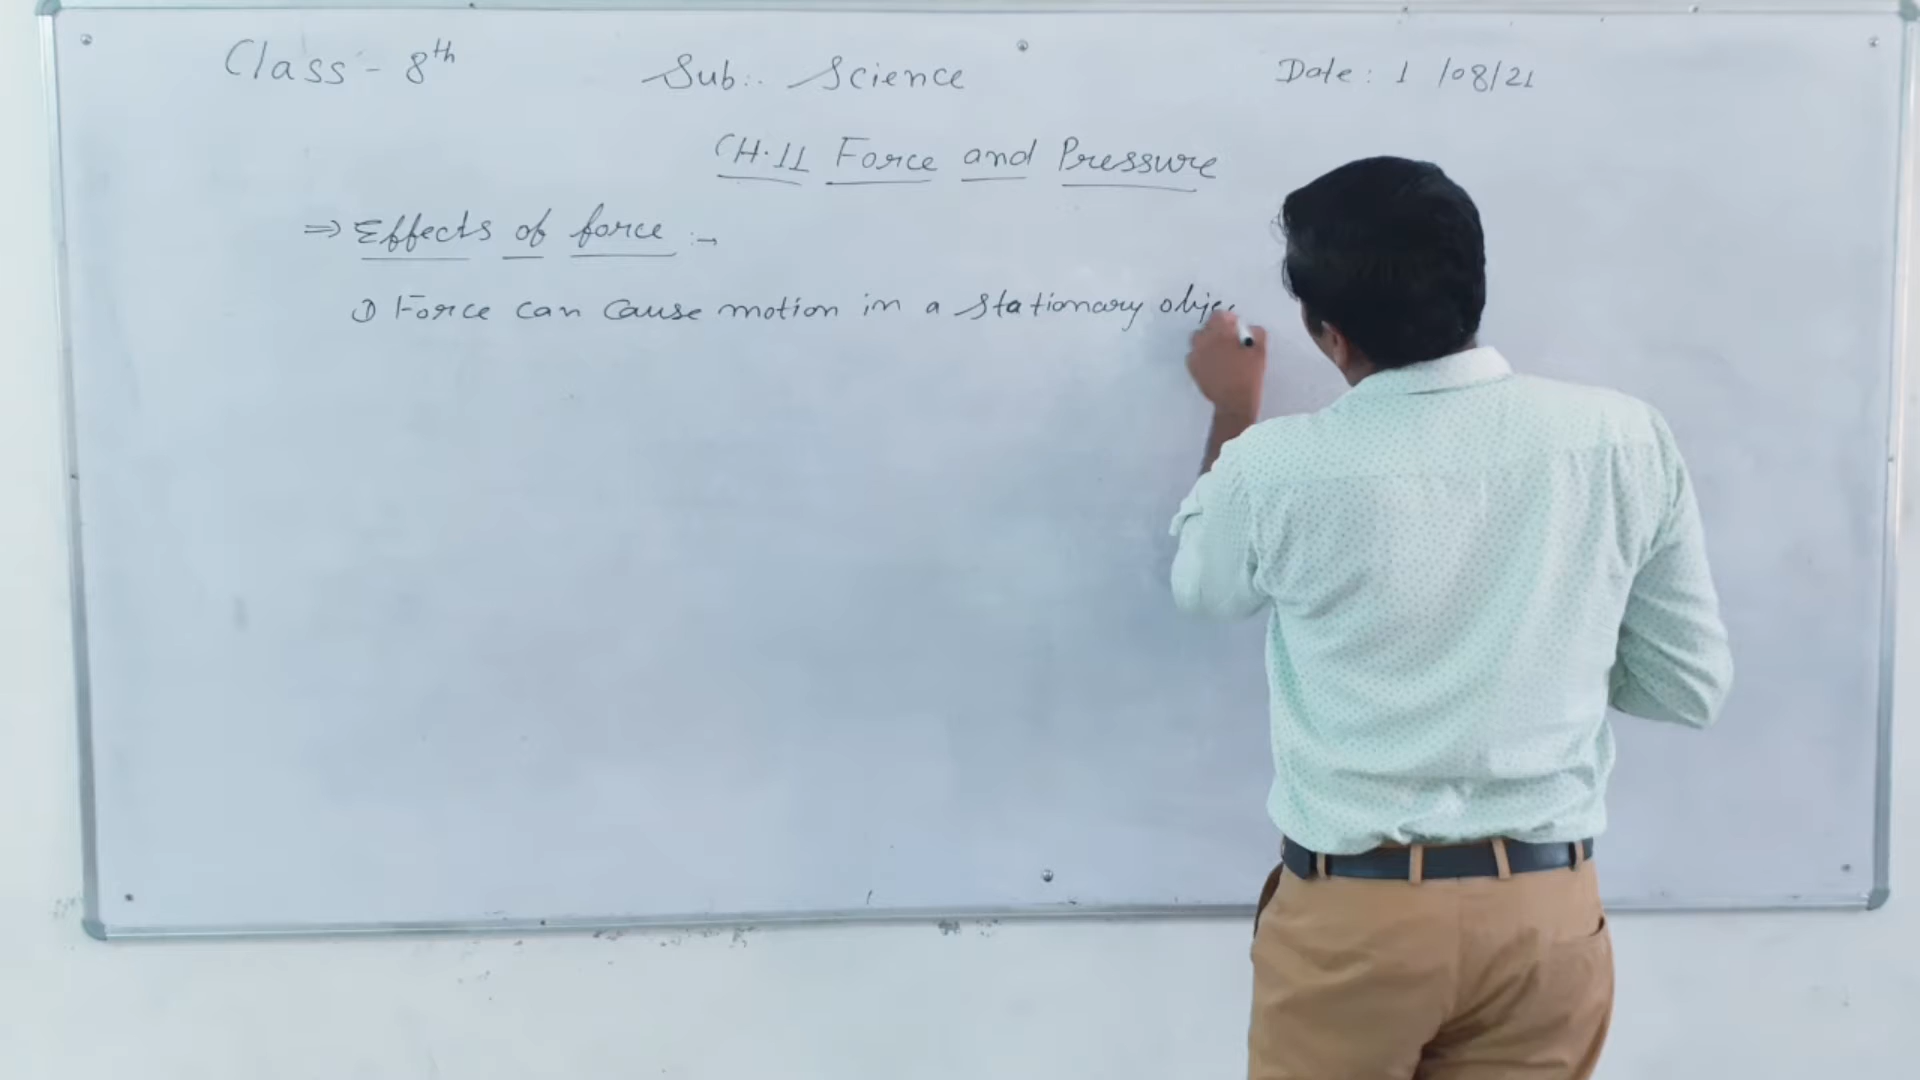 Class - 8th Sub:. Science Date: 1 /08/21
CH.11 Force and Pressure
⇒ Effects of force :→
1) Force can cause motion in a stationary objec